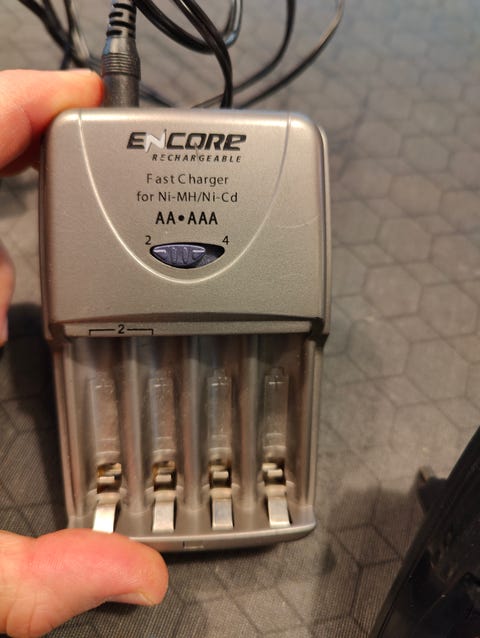 ENCORE
RECHARGEABLE
Fast Charger
for Ni-MH/Ni-Cd
AA•AAA
2 4
2